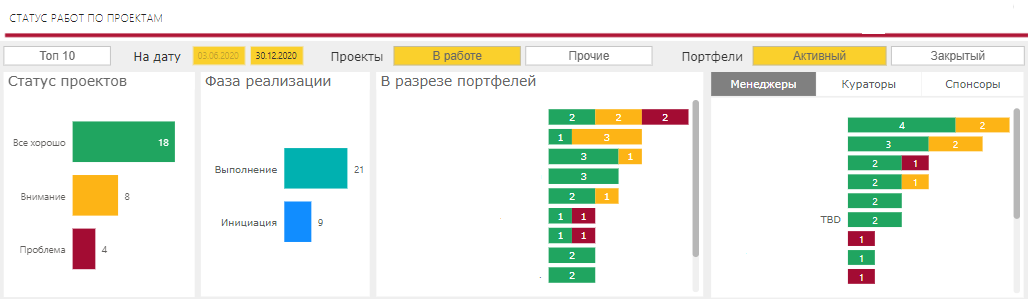 СТАТУС РАБОТ ПО ПРОЕКТАМ
Топ 10 На дату 03.06.2020 30.12.2020 Проекты В работе Прочие Портфели Активный Закрытый
Статус проектов
Все хорошо 18
Внимание 8
Проблема 4
Фаза реализации
Выполнение 21
Инициация 9
В разрезе портфелей
2 2 2
1 3
3 1
3
2 1
1 1
1 1
2
2
Менеджеры Кураторы Спонсоры
4 2
3 2
2 1
2 1
2
TBD 2
1
1
1